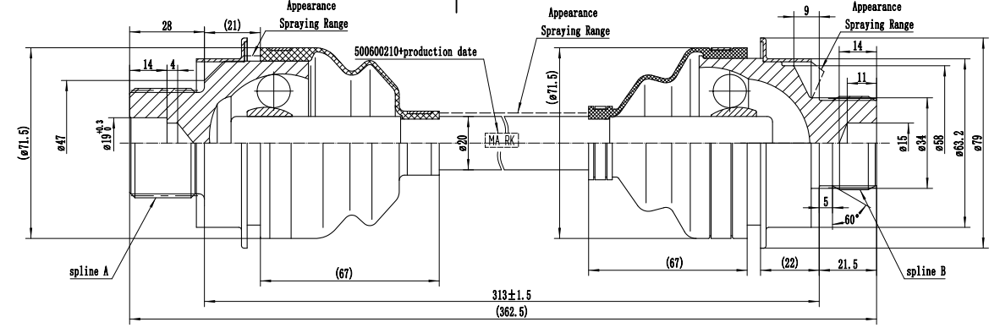 Appearance
Spraying Range
28
(21)
14
4
500600210+production date
Appearance
Spraying Range
9
Appearance
Spraying Range
14
11
(ø71.5)
ø47
ø19 +0.3 0
ø20
MA RK
(ø71.5)
ø15
ø34
ø58
ø63.2
ø79
5
60°
spline A
(67)
(67)
(22)
21.5
spline B
313±1.5
(362.5)